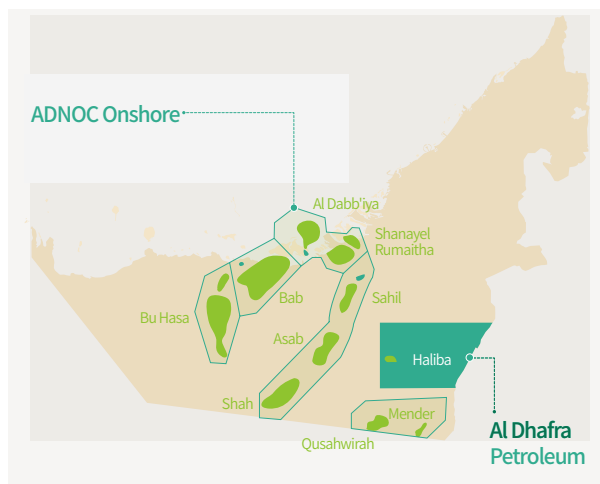 ADNOC Onshore
Al Dabb'iya
Shanayel
Rumaitha
Bab
Sahil
Bu Hasa
Asab
Haliba
Shah
Mender
Qusahwirah
Al Dhafra
Petroleum